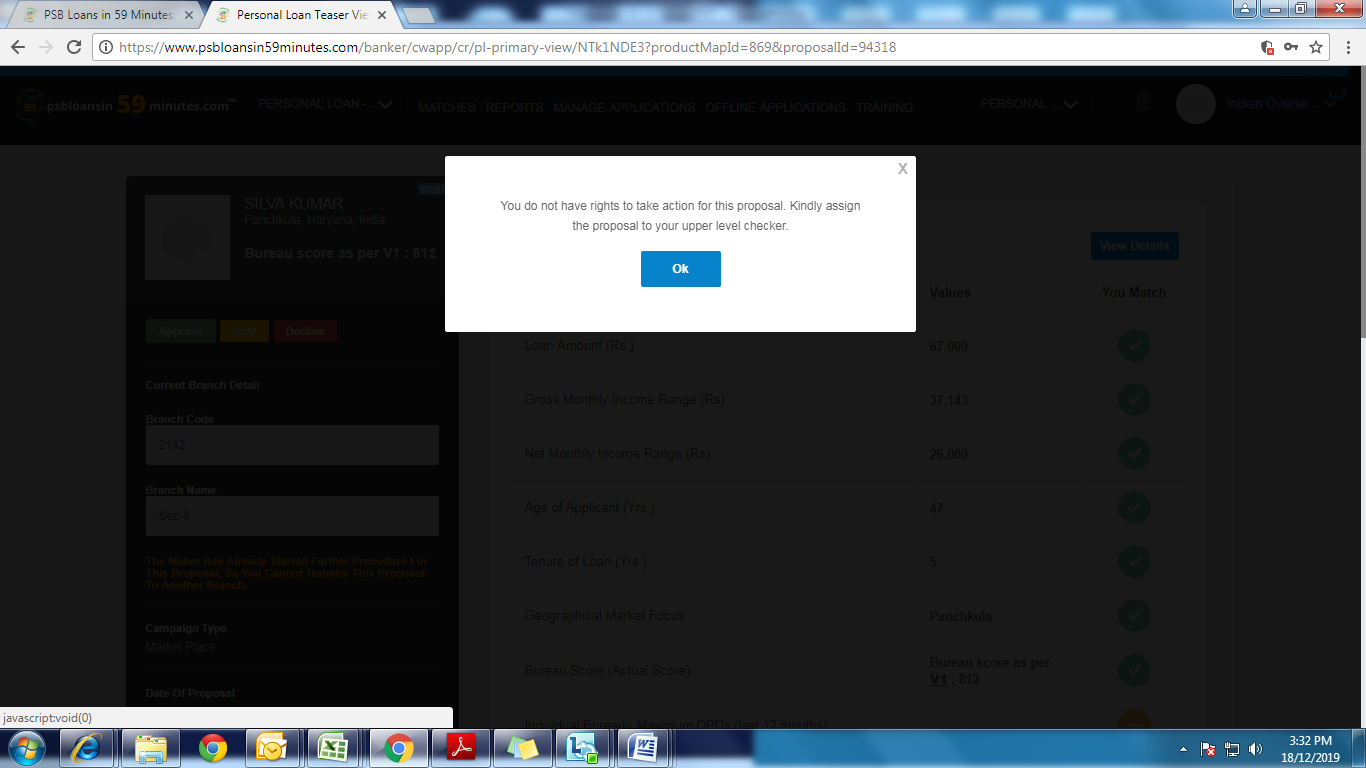 PSB Loans in 59 Minutes:
Personal Loan Teaser Vie
https://www.psbloansin59minutes.com/banker/cwapp/cr/pl-primary-view/NTk1NDE3?productMapId=869&proposalId=94318
psbloansin 59 minutes.com™
PERSONAL LOAN -...
MATCHES REPORTS MANAGE APPLICATIONS OFFLINE APPLICATIONS TRAINING
PERSONAL ...
Indian Overse...
X
You do not have rights to take action for this proposal. Kindly assign
the proposal to your upper level checker.
Ok
SILVA KUMAR
Panchkula, Haryana, India
Bureau score as per V1 : 812
Approve Hold Decline
Current Branch Detail
Branch Code
2142
Branch Name
Sec-8
The Maker Has Already Started Further Procedure For
This Proposal, So You Cannot Transfer This Proposal
To Another Branch.
Campaign Type
Market Place
Date Of Proposal
View Details
Values You Match
Loan Amount (Rs.) 67,000
Gross Monthly Income Range (Rs) 37,143
Net Monthly Income Range (Rs) 26,000
Age of Applicant (Yrs.) 47
Tenure of Loan (Yrs.) 5
Geographical Market Focus Panchkula
Bureau Score (Actual Score) Bureau score as per
V1 : 812
Individual Bureau - Maximum DPDs (last 12 months)
javascript:void(0)
3:32 PM
18/12/2019